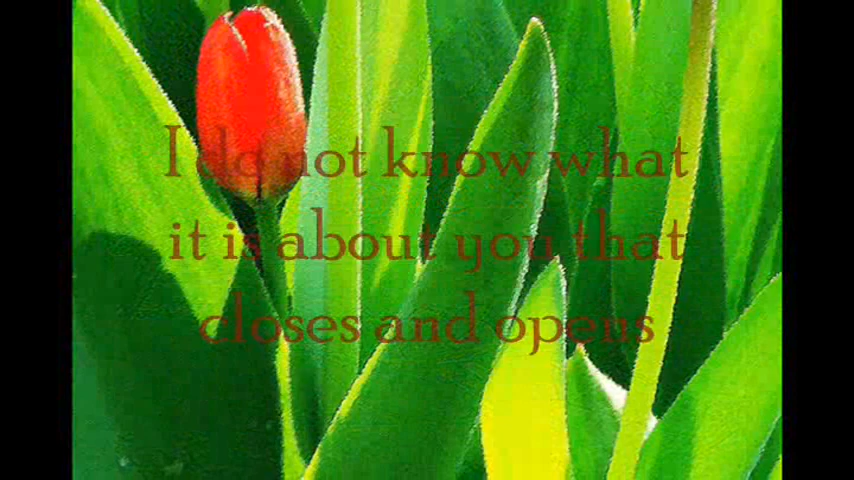 I do not know what
it is about you that
closes and opens